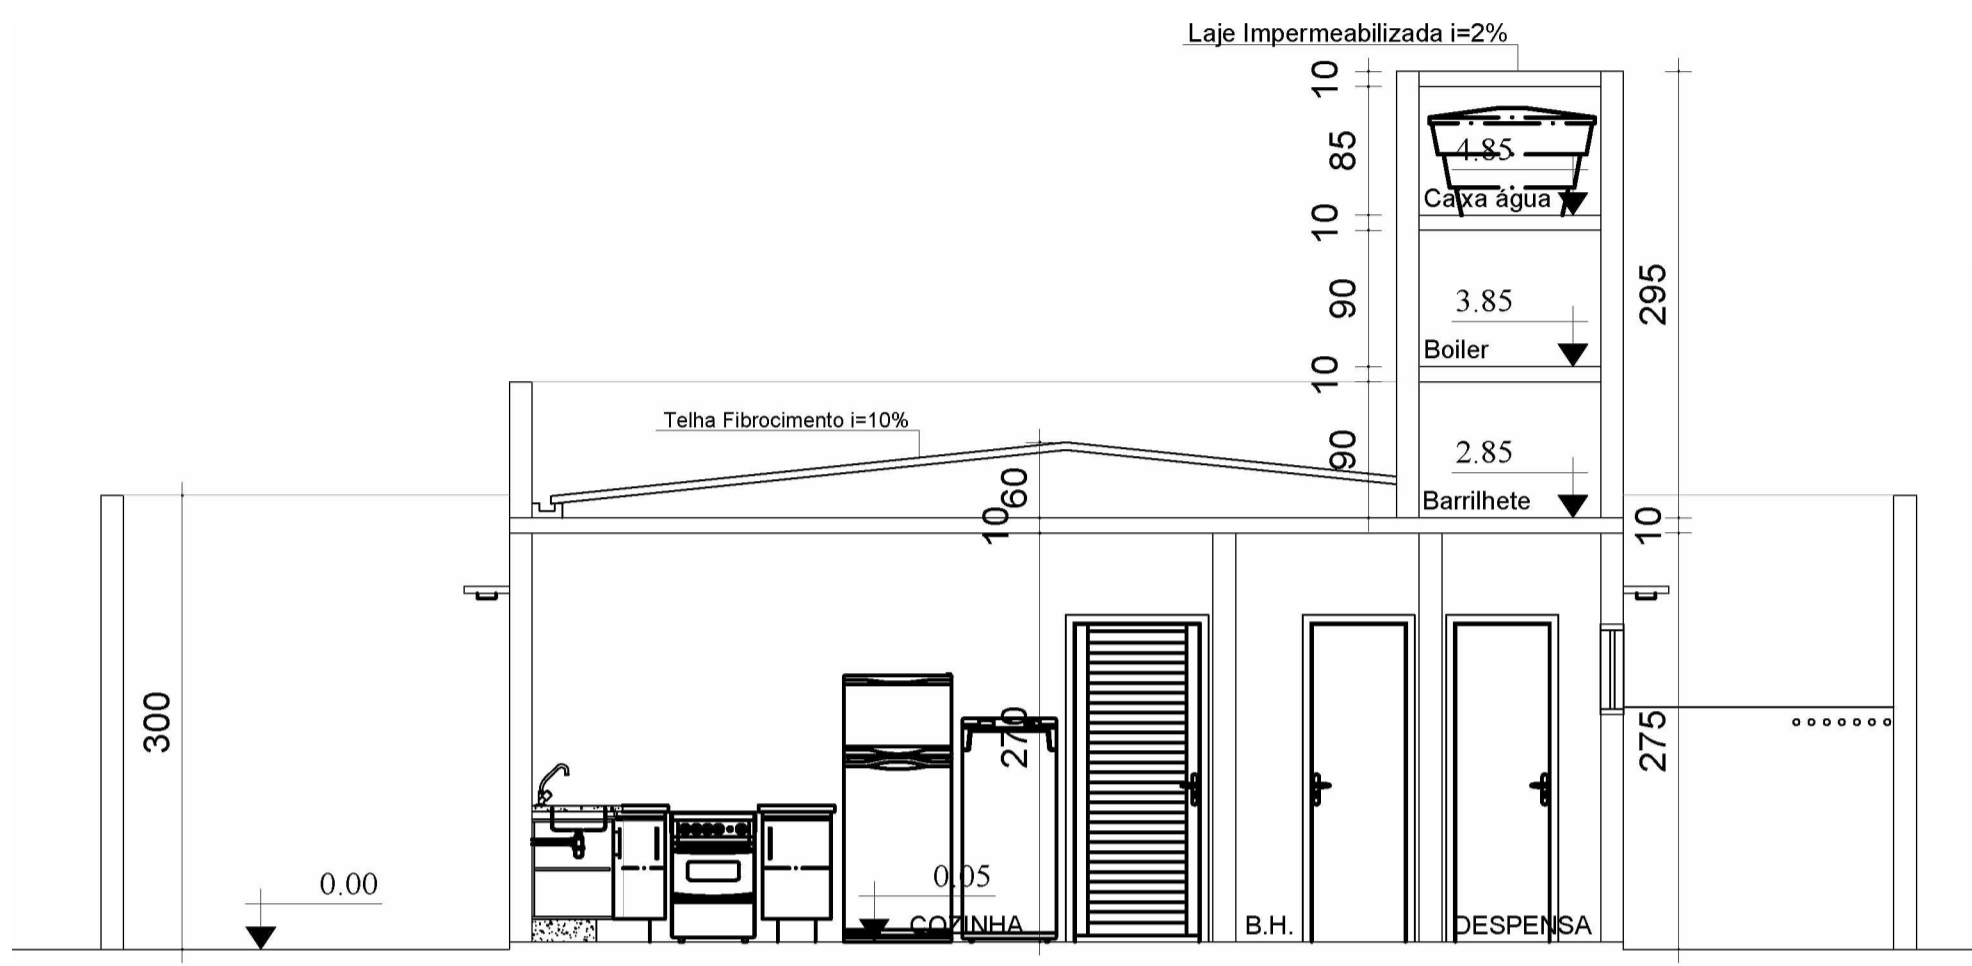 Laje Impermeabilizada i=2%
10
85
4.85
Caixa água
10
295
90
3.85
Boiler
10
Telha Fibrocimento i=10%
90
2.85
60
Barrilhete
10
10
300
270
275
0.00
0.05
COZINHA
B.H.
DESPENSA